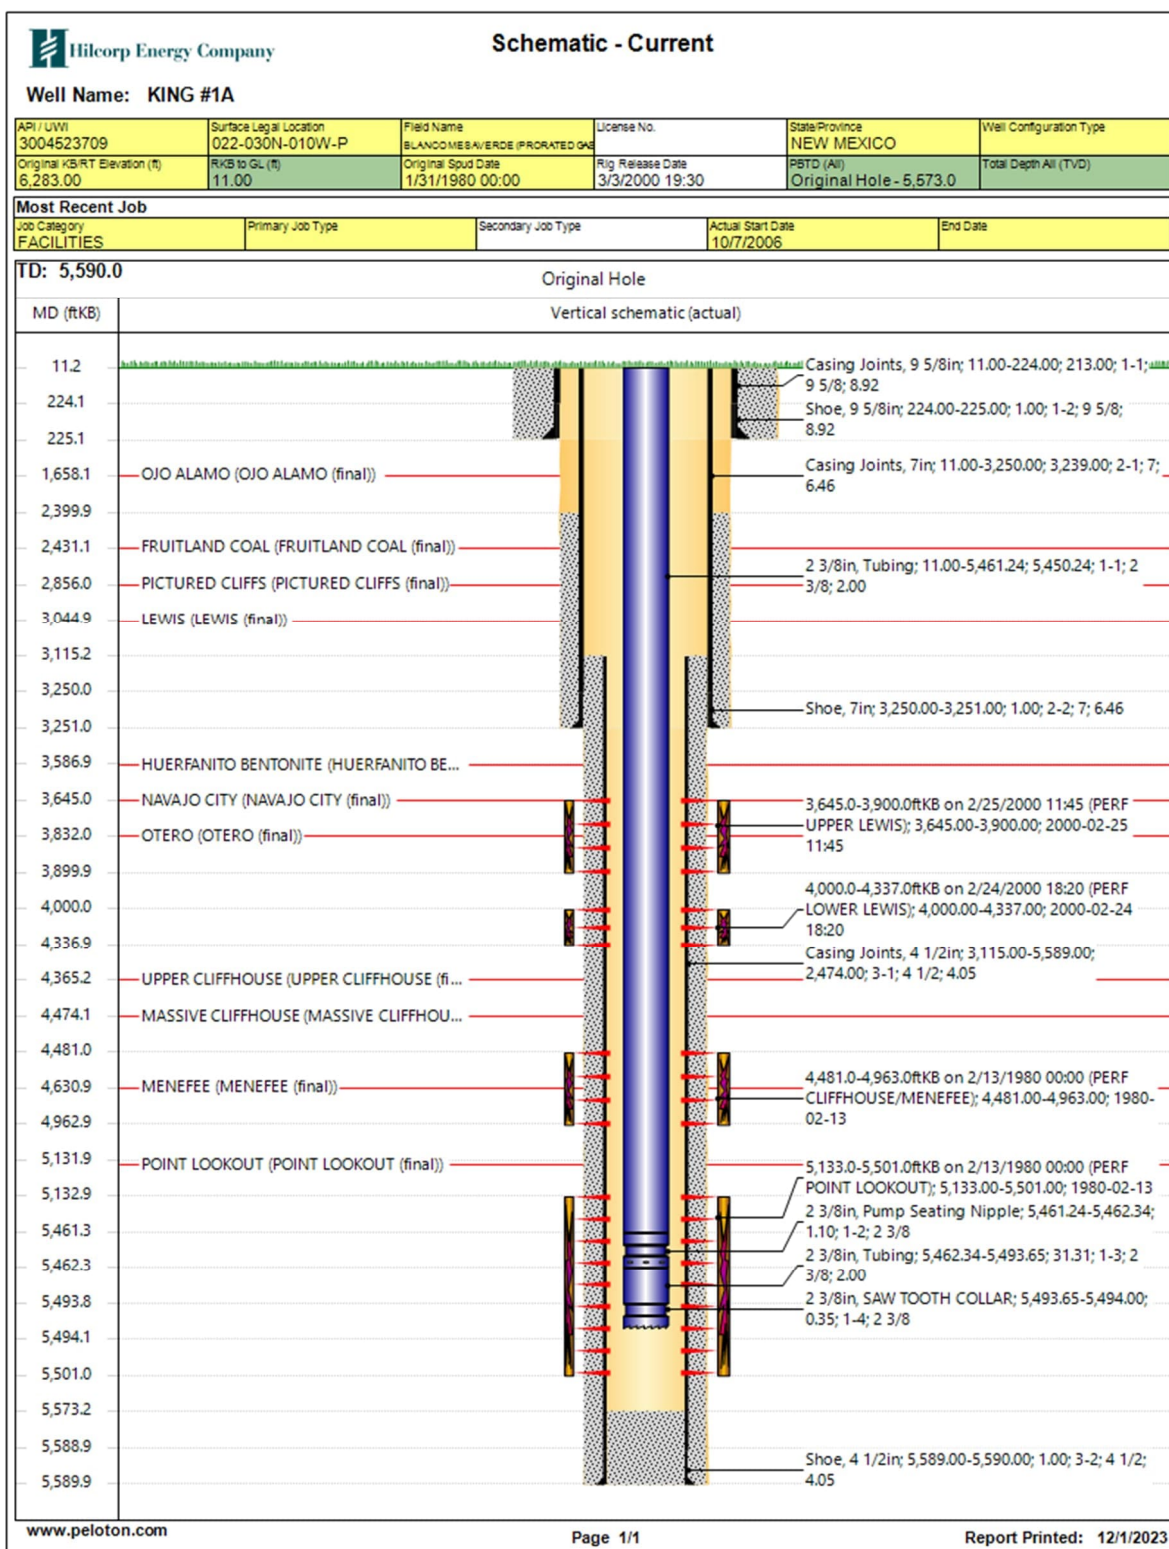 Hilcorp Energy Company
Schematic - Current
Well Name: KING #1A
API / UWI
3004523709
Surface Legal Location
022-030N-010W-P
Field Name
BLANCO MESAVERDE (PRORATED GAS
License No.
State/Province
NEW MEXICO
Well Configuration Type
Original KB/RT Elevation (ft)
6,283.00
RKB to GL (ft)
11.00
Original Spud Date
1/31/1980 00:00
Rig Release Date
3/3/2000 19:30
PBTD (All)
Original Hole - 5,573.0
Total Depth All (TVD)
Most Recent Job
Job Category
FACILITIES
Primary Job Type
Secondary Job Type
Actual Start Date
10/7/2006
End Date
TD: 5,590.0
Original Hole
MD (ftKB)
Vertical schematic (actual)
11.2
224.1
225.1
1,658.1
2,399.9
2,431.1
2,856.0
3,044.9
3,115.2
3,250.0
3,251.0
3,586.9
3,645.0
3,832.0
3,899.9
4,000.0
4,336.9
4,365.2
4,474.1
4,481.0
4,630.9
4,962.9
5,131.9
5,132.9
5,461.3
5,462.3
5,493.8
5,494.1
5,501.0
5,573.2
5,588.9
5,589.9
OJO ALAMO (OJO ALAMO (final))
FRUITLAND COAL (FRUITLAND COAL (final))
PICTURED CLIFFS (PICTURED CLIFFS (final))
LEWIS (LEWIS (final))
HUERFANITO BENTONITE (HUERFANITO BE...
NAVAJO CITY (NAVAJO CITY (final))
OTERO (OTERO (final))
UPPER CLIFFHOUSE (UPPER CLIFFHOUSE (fi...
MASSIVE CLIFFHOUSE (MASSIVE CLIFFHOU...
MENEFEE (MENEFEE (final))
POINT LOOKOUT (POINT LOOKOUT (final))
Casing Joints, 9 5/8in; 11.00-224.00; 213.00; 1-1;
9 5/8; 8.92
Shoe, 9 5/8in; 224.00-225.00; 1.00; 1-2; 9 5/8;
8.92
Casing Joints, 7in; 11.00-3,250.00; 3,239.00; 2-1; 7;
6.46
2 3/8in, Tubing; 11.00-5,461.24; 5,450.24; 1-1; 2
3/8; 2.00
Shoe, 7in; 3,250.00-3,251.00; 1.00; 2-2; 7; 6.46
3,645.0-3,900.0ftKB on 2/25/2000 11:45 (PERF
UPPER LEWIS); 3,645.00-3,900.00; 2000-02-25
11:45
4,000.0-4,337.0ftKB on 2/24/2000 18:20 (PERF
LOWER LEWIS); 4,000.00-4,337.00; 2000-02-24
18:20
Casing Joints, 4 1/2in; 3,115.00-5,589.00;
2,474.00; 3-1; 4 1/2; 4.05
4,481.0-4,963.0ftKB on 2/13/1980 00:00 (PERF
CLIFFHOUSE/MENEFEE); 4,481.00-4,963.00; 1980-
02-13
5,133.0-5,501.0ftKB on 2/13/1980 00:00 (PERF
POINT LOOKOUT); 5,133.00-5,501.00; 1980-02-13
2 3/8in, Pump Seating Nipple; 5,461.24-5,462.34;
1.10; 1-2; 2 3/8
2 3/8in, Tubing; 5,462.34-5,493.65; 31.31; 1-3; 2
3/8; 2.00
2 3/8in, SAW TOOTH COLLAR; 5,493.65-5,494.00;
0.35; 1-4; 2 3/8
Shoe, 4 1/2in; 5,589.00-5,590.00; 1.00; 3-2; 4 1/2;
4.05
www.peloton.com
Page 1/1
Report Printed: 12/1/2023